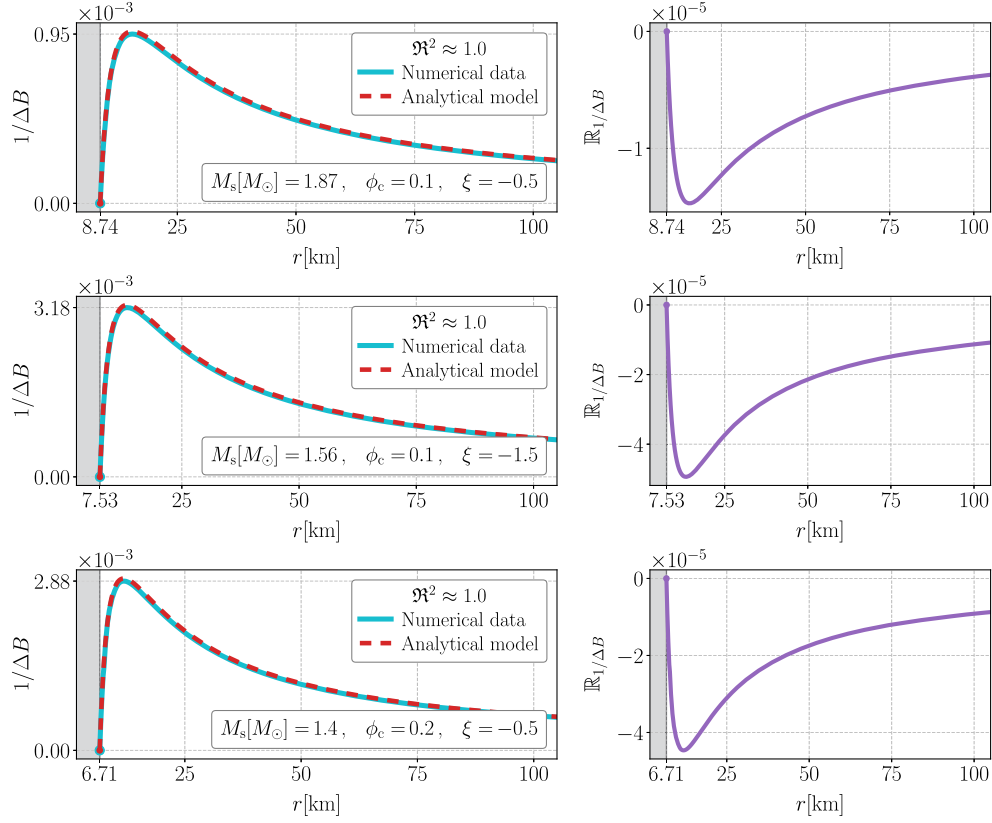 ×10⁻³
1/ΔB
0.95
0.00
ℜ² ≈ 1.0
Numerical data
Analytical model
M_s[M_⊙] = 1.87, ϕ_c = 0.1, ξ = −0.5
8.74 25 50 75 100
r[km]
×10⁻⁵
ℝ_{1/ΔB}
0
−1
8.74 25 50 75 100
r[km]
×10⁻³
1/ΔB
3.18
0.00
ℜ² ≈ 1.0
Numerical data
Analytical model
M_s[M_⊙] = 1.56, ϕ_c = 0.1, ξ = −1.5
7.53 25 50 75 100
r[km]
×10⁻⁵
ℝ_{1/ΔB}
0
−2
−4
7.53 25 50 75 100
r[km]
×10⁻³
1/ΔB
2.88
0.00
ℜ² ≈ 1.0
Numerical data
Analytical model
M_s[M_⊙] = 1.4, ϕ_c = 0.2, ξ = −0.5
6.71 25 50 75 100
r[km]
×10⁻⁵
ℝ_{1/ΔB}
0
−2
−4
6.71 25 50 75 100
r[km]